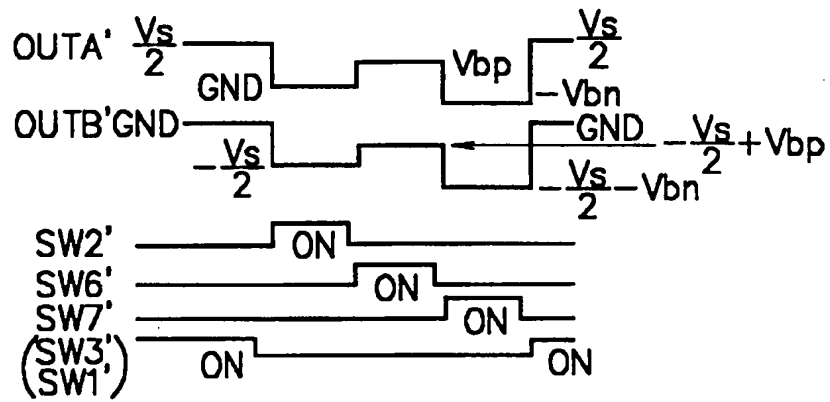 OUTA' Vs/2 Vs/2
GND Vbp -Vbn
OUTB' GND GND
-Vs/2 -Vs/2+Vbp
-Vs/2-Vbn
SW2' ON
SW6' ON
SW7' ON
(SW3' ON ON
SW1')